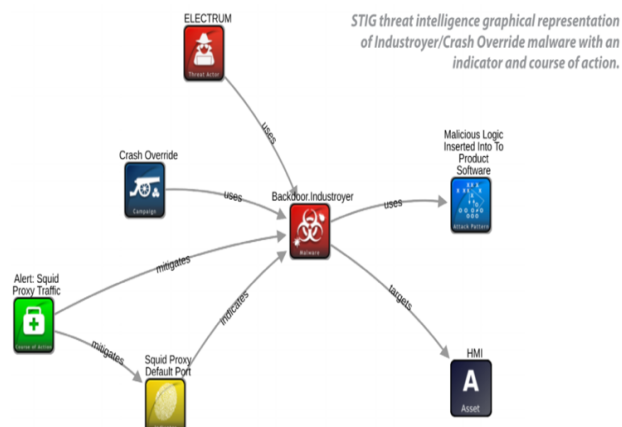 ELECTRUM
Threat Actor
STIG threat intelligence graphical representation
of Industroyer/Crash Override malware with an
indicator and course of action.
uses
Crash Override
Campaign
uses
Backdoor.Industroyer
Malware
uses
Malicious Logic
Inserted Into To
Product
Software
Attack Pattern
mitigates
Alert: Squid
Proxy Traffic
Course of Action
mitigates
indicates
targets
Squid Proxy
Default Port
HMI
A
Asset